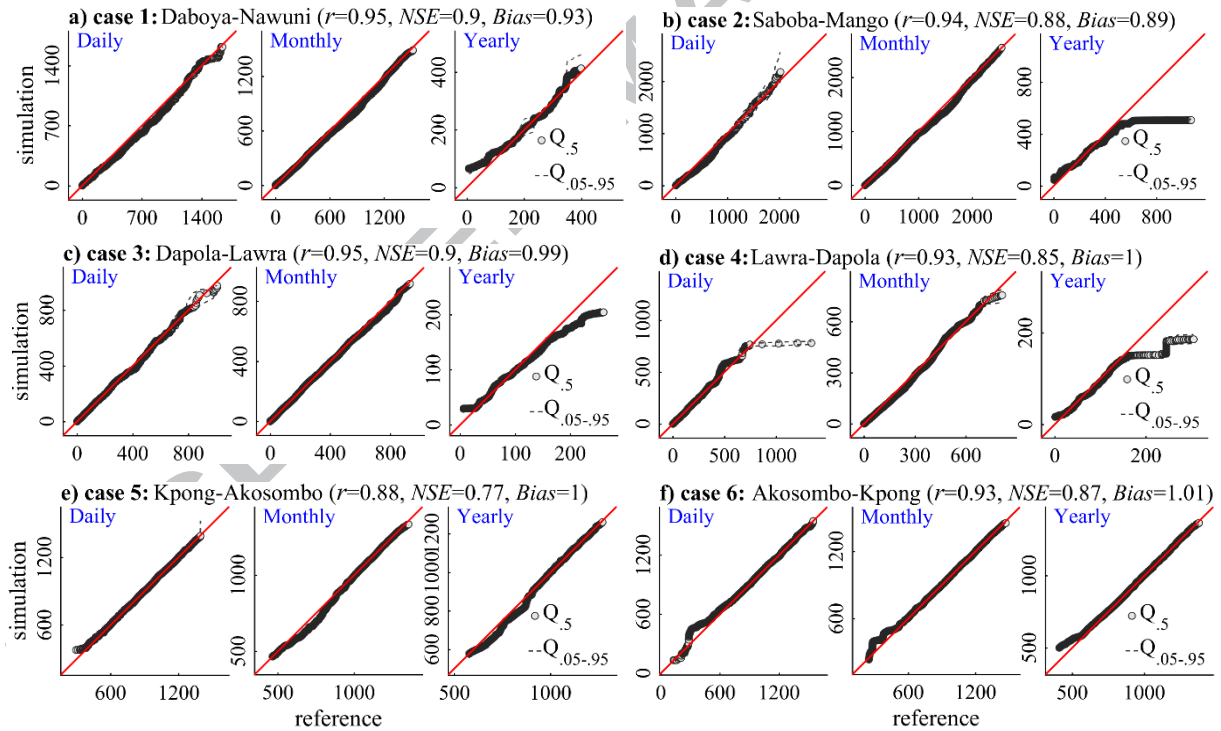 a) case 1: Daboya-Nawuni (r=0.95, NSE=0.9, Bias=0.93)
b) case 2: Saboba-Mango (r=0.94, NSE=0.88, Bias=0.89)
Daily Monthly Yearly
Daily Monthly Yearly
simulation
0 700 1400
0 600 1200
0 200 400
Q.5
Q.05-.95
0 700 1400
0 600 1200
0 200 400
0 1000 2000
0 1000 2000
0 400 800
Q.5
Q.05-.95
0 1000 2000
0 1000 2000
0 400 800
c) case 3: Dapola-Lawra (r=0.95, NSE=0.9, Bias=0.99)
d) case 4: Lawra-Dapola (r=0.93, NSE=0.85, Bias=1)
Daily Monthly Yearly
Daily Monthly Yearly
simulation
0 400 800
0 400 800
0 100 200
Q.5
Q.05-.95
0 400 800
0 400 800
0 100 200
0 500 1000
0 300 600
0 200
Q.5
Q.05-.95
0 500 1000
0 200 400 600 800
0 100 200 300
e) case 5: Kpong-Akosombo (r=0.88, NSE=0.77, Bias=1)
f) case 6: Akosombo-Kpong (r=0.93, NSE=0.87, Bias=1.01)
Daily Monthly Yearly
Daily Monthly Yearly
simulation
600 1200
500 1000
600 800 1000 1200
Q.5
Q.05-.95
600 1200
500 1000
500 1000
0 600 1200
600 1200
500 1000
Q.5
Q.05-.95
0 600 1200
600 1200
500 1000
reference
reference